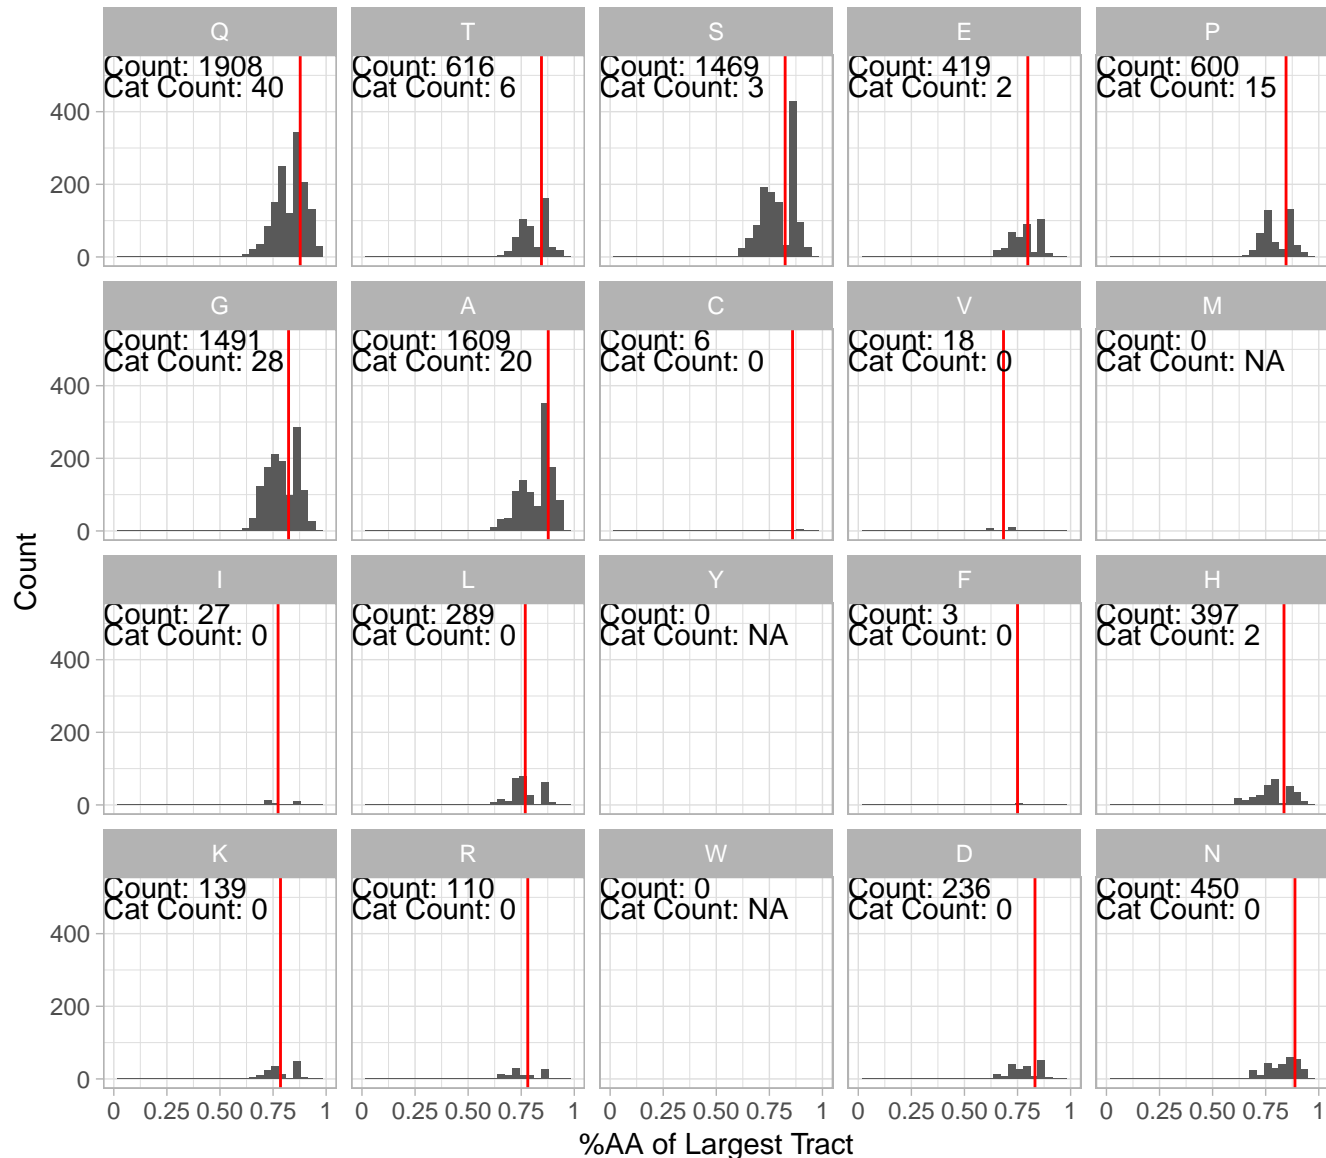 Q T S E P
Count: 1908 Count: 616 Count: 1469 Count: 419 Count: 600
Cat Count: 40 Cat Count: 6 Cat Count: 3 Cat Count: 2 Cat Count: 15
400
200
0
G A C V M
Count: 1491 Count: 1609 Count: 6 Count: 18 Count: 0
Cat Count: 28 Cat Count: 20 Cat Count: 0 Cat Count: 0 Cat Count: NA
400
200
0
Count
I L Y F H
Count: 27 Count: 289 Count: 0 Count: 3 Count: 397
Cat Count: 0 Cat Count: 0 Cat Count: NA Cat Count: 0 Cat Count: 2
400
200
0
K R W D N
Count: 139 Count: 110 Count: 0 Count: 236 Count: 450
Cat Count: 0 Cat Count: 0 Cat Count: NA Cat Count: 0 Cat Count: 0
400
200
0
0 0.25 0.50 0.75 1 0 0.25 0.50 0.75 1 0 0.25 0.50 0.75 1 0 0.25 0.50 0.75 1 0 0.25 0.50 0.75 1
%AA of Largest Tract